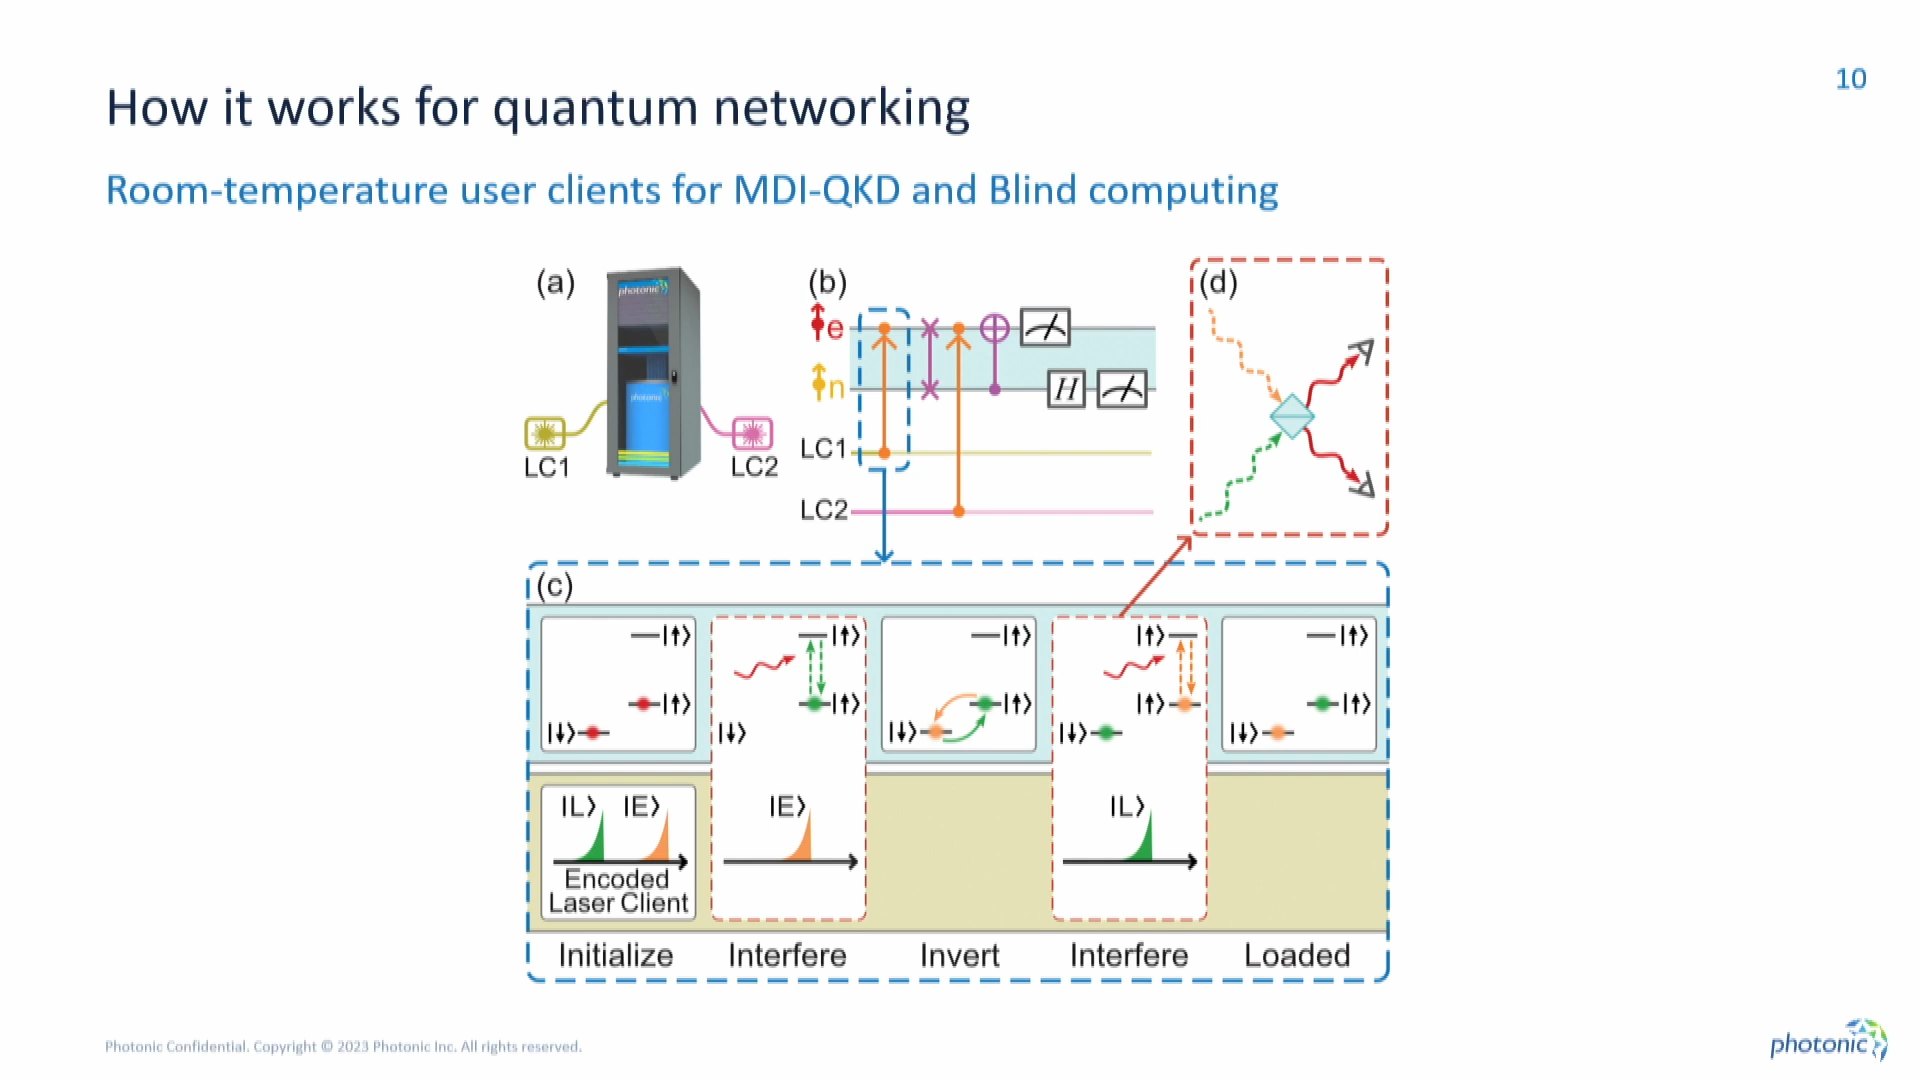 10
How it works for quantum networking
Room-temperature user clients for MDI-QKD and Blind computing
(a)
photonic
photonic
LC1
LC2
(b)
e
n
H
LC1
LC2
(d)
(c)
|↑⟩
|↑⟩
|↓⟩
|↑⟩
|↑⟩
|↓⟩
|↑⟩
|↑⟩
|↓⟩
|↑⟩
|↑⟩
|↓⟩
|↑⟩
|↑⟩
|↓⟩
|L⟩ |E⟩
Encoded
Laser Client
|E⟩
|L⟩
Initialize Interfere Invert Interfere Loaded
Photonic Confidential. Copyright © 2023 Photonic Inc. All rights reserved.
photonic